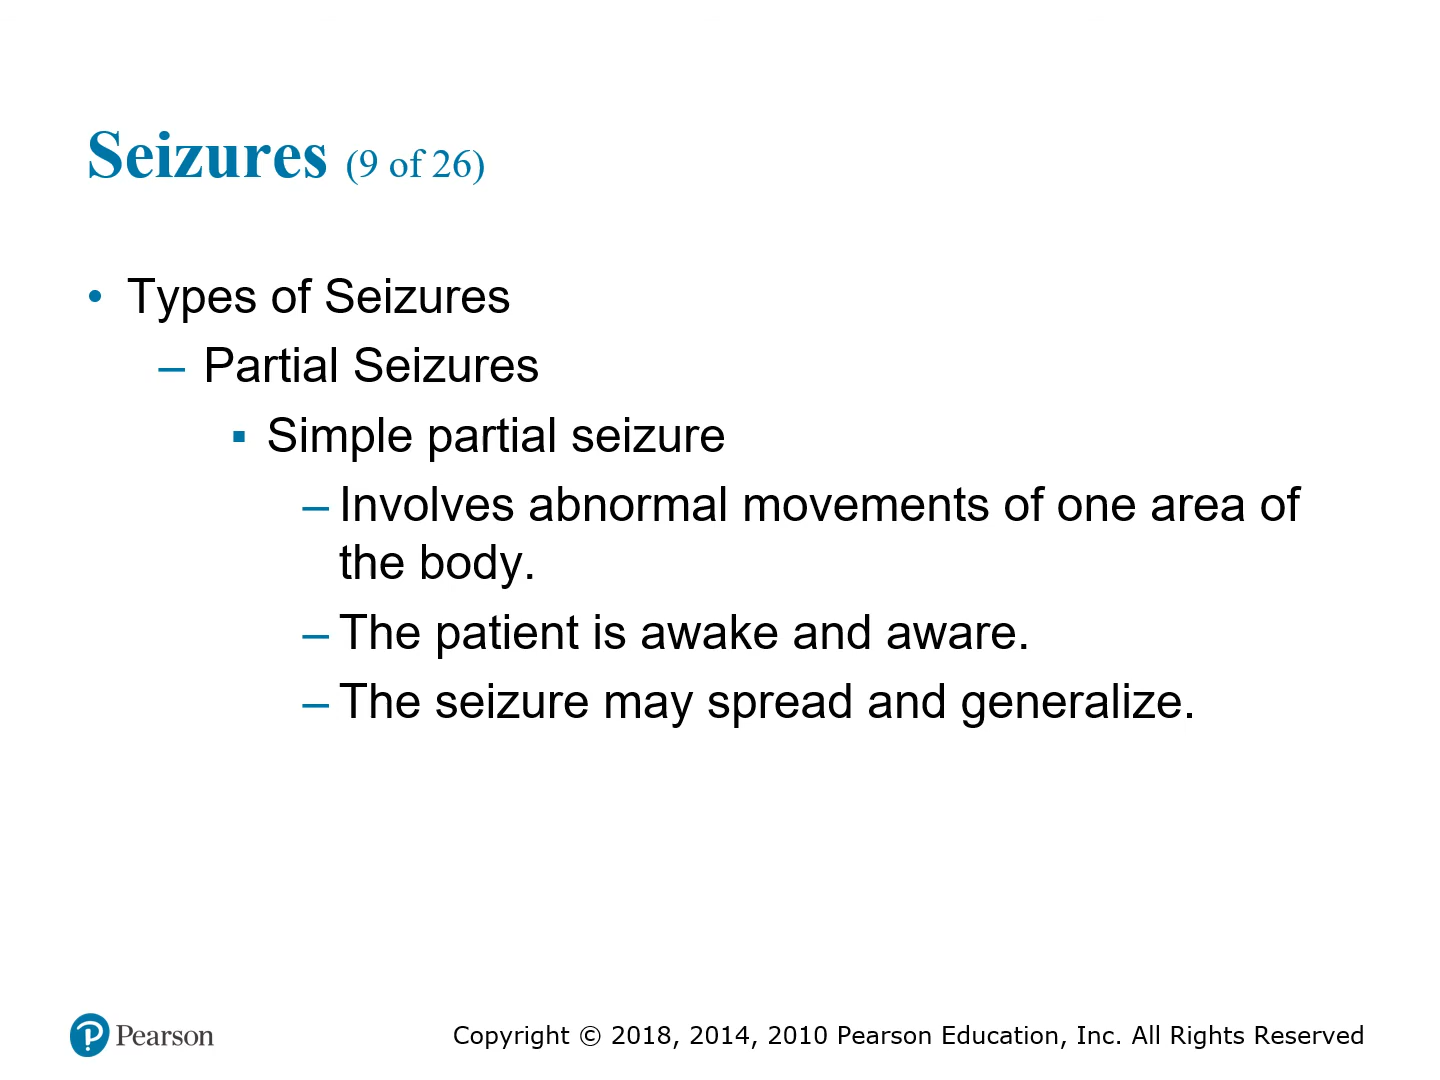 Seizures (9 of 26)
• Types of Seizures
– Partial Seizures
▪ Simple partial seizure
– Involves abnormal movements of one area of
the body.
– The patient is awake and aware.
– The seizure may spread and generalize.
Pearson
Copyright © 2018, 2014, 2010 Pearson Education, Inc. All Rights Reserved